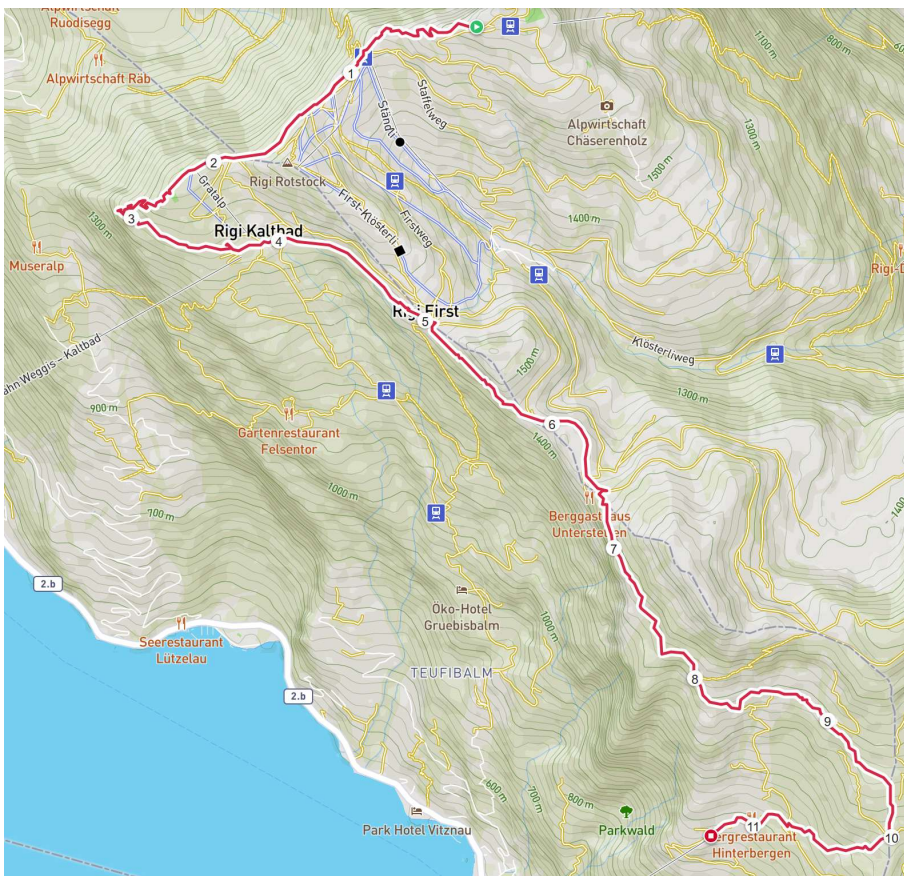 Alpwirtschaft
Ruodisegg
Alpwirtschaft Räb
1100 m
800 m
Staffelweg
Ständli
Alpwirtschaft
Chäserenholz
1300 m
1500 m
1
2
Rigi Rotstock
Gratalp
First-Klösterli
Firstweg
1400 m
3
1300 m
Rigi Kaltbad
4
Museralp
Rigi First
5
Klösterliweg
1300 m
1500 m
ahn Weggis – Kaltbad
900 m
Gartenrestaurant
Felsentor
6
1400 m
1000 m
700 m
Berggasthaus
Unterstetten
7
1400
2.b
Öko-Hotel
Gruebisbalm
1000 m
Seerestaurant
Lützelau
TEUFIBALM
2.b
8
9
600 m
700 m
800 m
Park Hotel Vitznau
Parkwald
11
10
Bergrestaurant
Hinterbergen